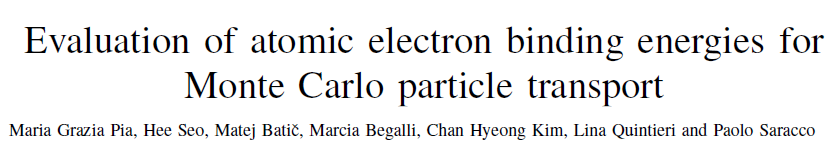 Evaluation of atomic electron binding energies for
Monte Carlo particle transport
Maria Grazia Pia, Hee Seo, Matej Batič, Marcia Begalli, Chan Hyeong Kim, Lina Quintieri and Paolo Saracco